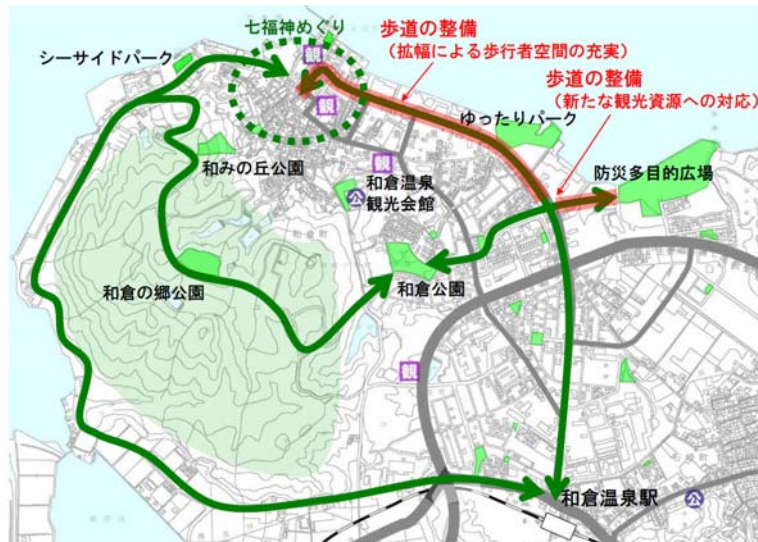 七福神めぐり
歩道の整備
（拡幅による歩行者空間の充実）
シーサイドパーク
観
歩道の整備
（新たな観光資源への対応）
観
ゆったりパーク
和みの丘公園
観
防災多目的広場
公
和倉温泉
観光会館
和倉の郷公園
和倉公園
観
和倉温泉駅
公